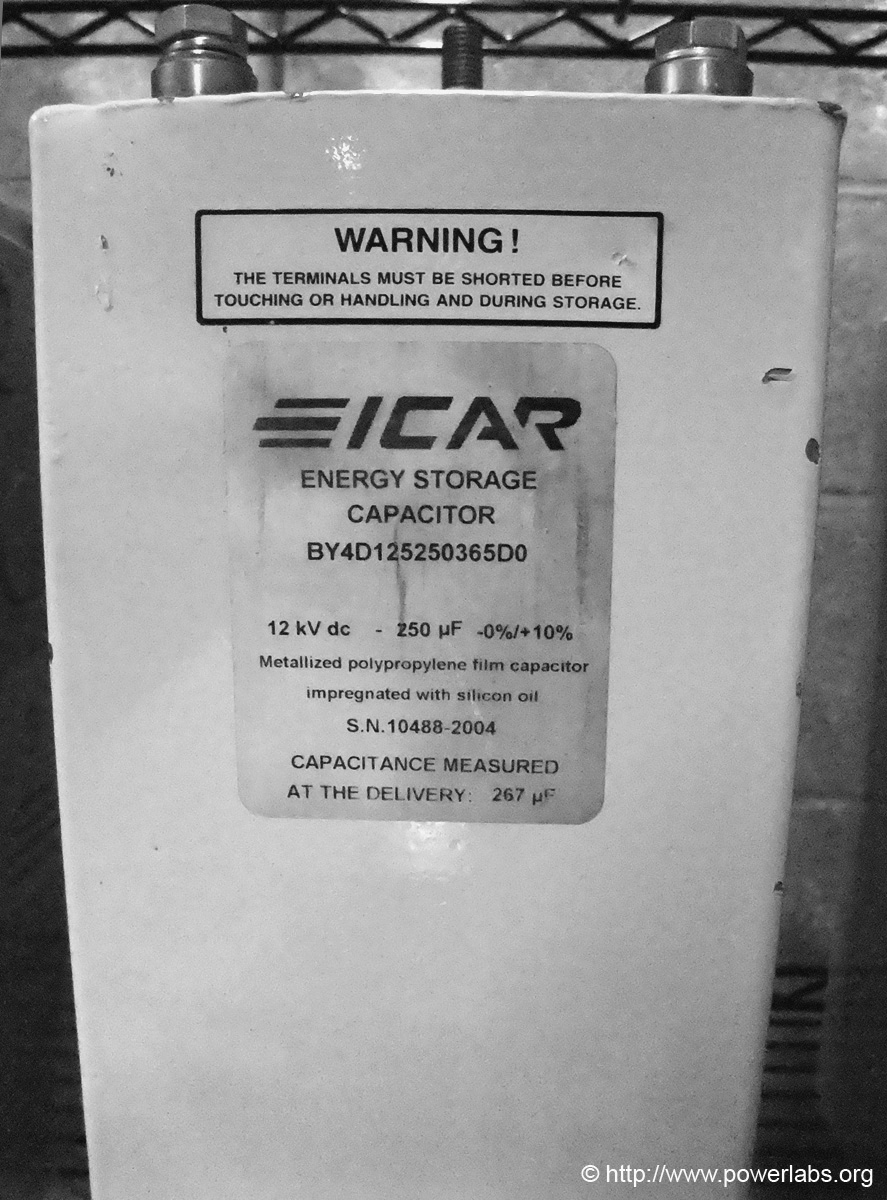 WARNING!
THE TERMINALS MUST BE SHORTED BEFORE
TOUCHING OR HANDLING AND DURING STORAGE.
ICAR
ENERGY STORAGE
CAPACITOR
BY4D125250365D0
12 kV dc - 250 µF -0%/+10%
Metallized polypropylene film capacitor
impregnated with silicon oil
S.N.10488-2004
CAPACITANCE MEASURED
AT THE DELIVERY: 267 µF
© http://www.powerlabs.org